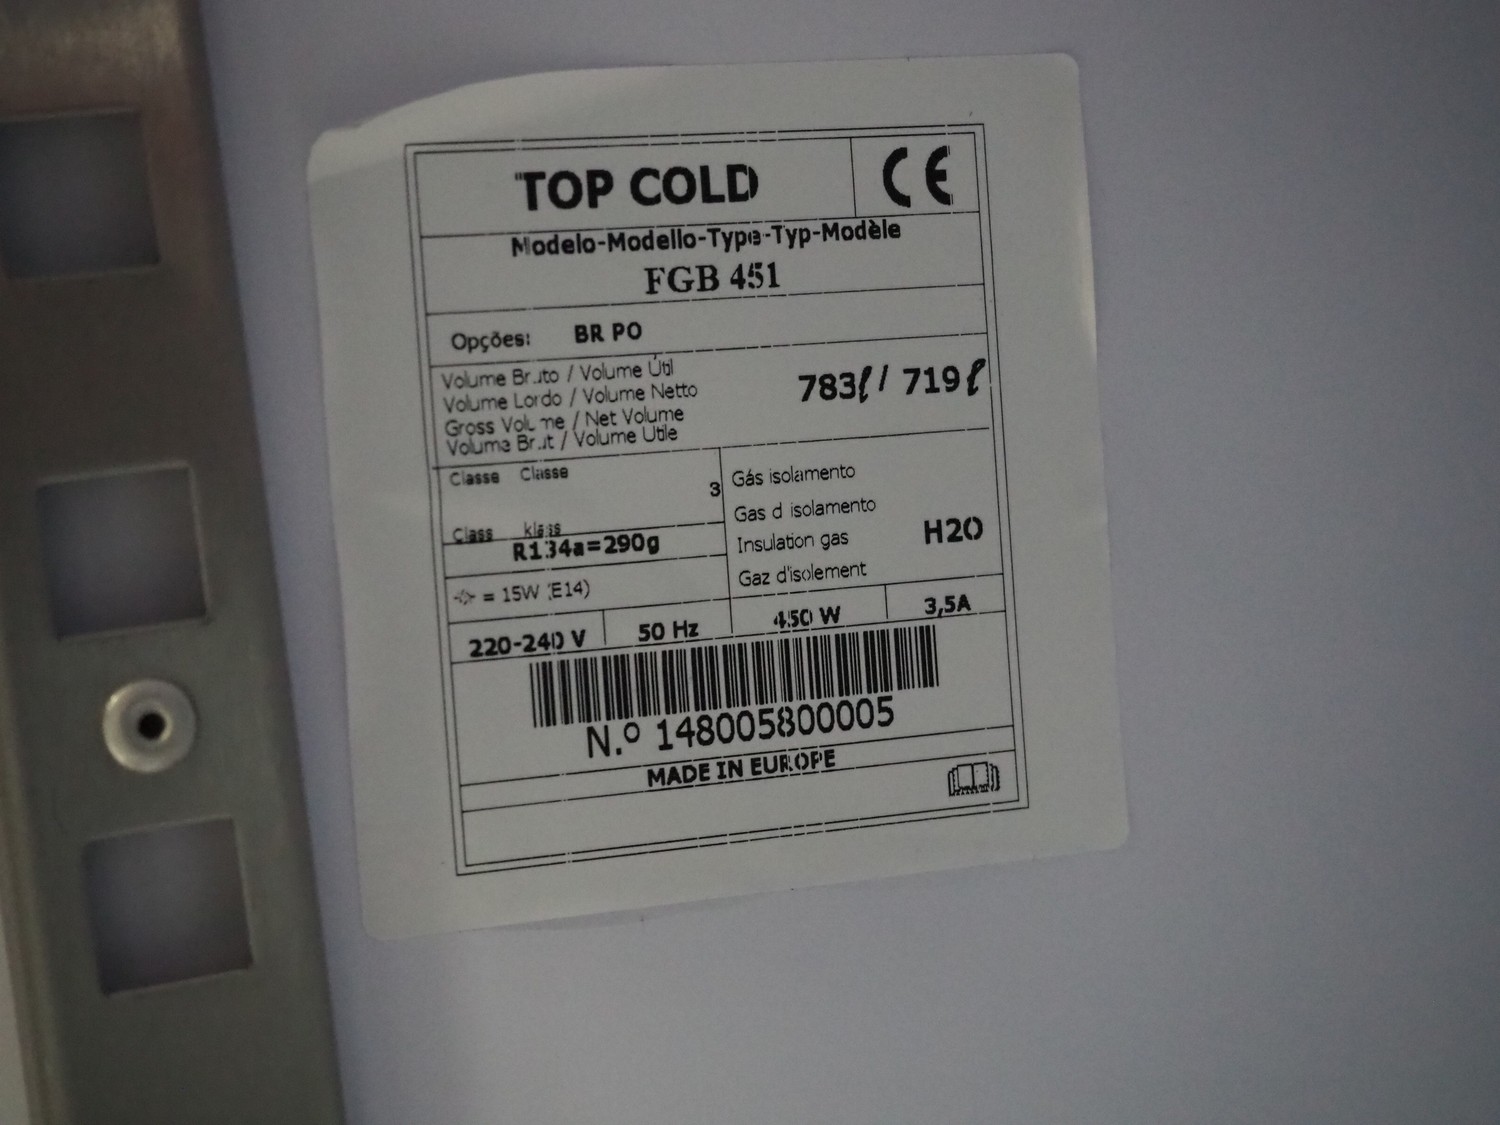 TOP COLD CE
Modelo-Modello-Type-Typ-Modèle
FGB 451
Opções: BR PO
Volume Bruto / Volume Útil
Volume Lordo / Volume Netto
Gross Volume / Net Volume
Volume Brut / Volume Utile
783ℓ / 719ℓ
Classe Classe
3
Class klass
R134a=290g
= 15W (E14)
Gás isolamento
Gas d isolamento
Insulation gas
Gaz d'isolement
H2O
220-240 V 50 Hz 450 W 3,5A
N.º 148005800005
MADE IN EUROPE